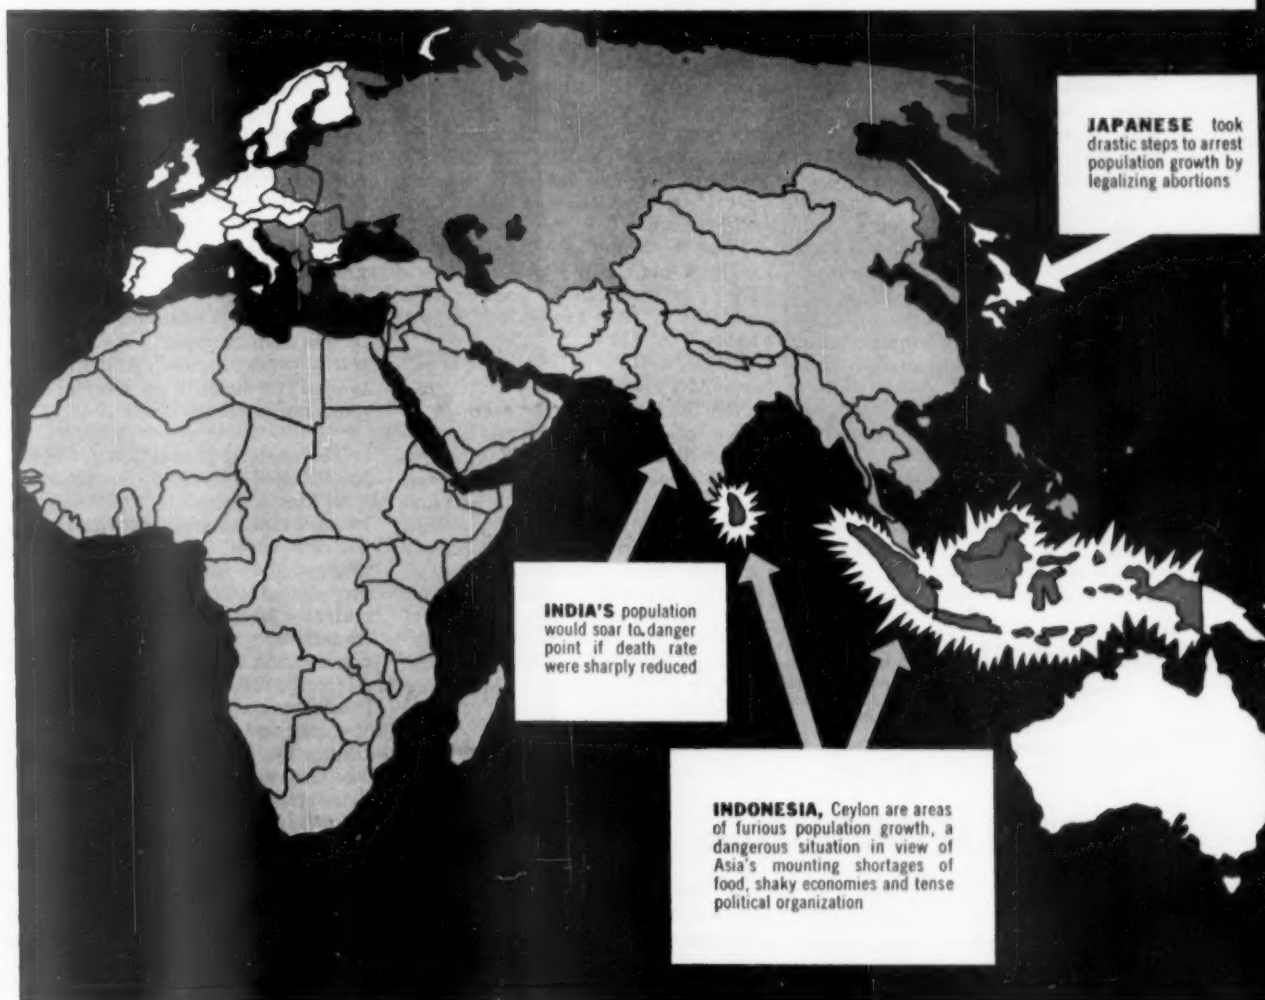 JAPANESE took
drastic steps to arrest
population growth by
legalizing abortions
INDIA'S population
would soar to danger
point if death rate
were sharply reduced
INDONESIA, Ceylon are areas
of furious population growth, a
dangerous situation in view of
Asia's mounting shortages of
food, shaky economies and tense
political organization